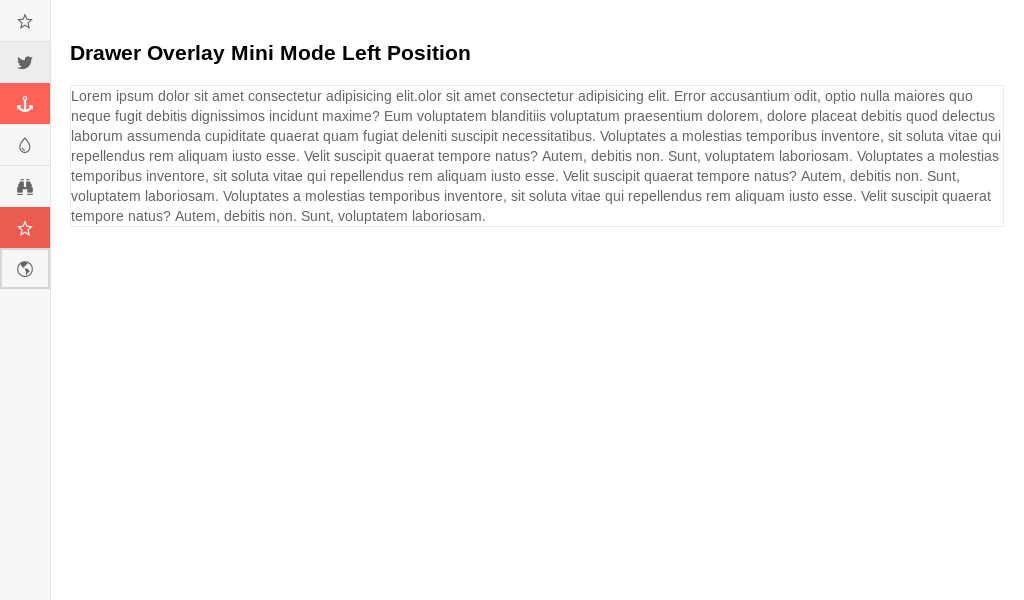 Drawer Overlay Mini Mode Left Position
Lorem ipsum dolor sit amet consectetur adipisicing elit.olor sit amet consectetur adipisicing elit. Error accusantium odit, optio nulla maiores quo
neque fugit debitis dignissimos incidunt maxime? Eum voluptatem blanditiis voluptatum praesentium dolorem, dolore placeat debitis quod delectus
laborum assumenda cupiditate quaerat quam fugiat deleniti suscipit necessitatibus. Voluptates a molestias temporibus inventore, sit soluta vitae qui
repellendus rem aliquam iusto esse. Velit suscipit quaerat tempore natus? Autem, debitis non. Sunt, voluptatem laboriosam. Voluptates a molestias
temporibus inventore, sit soluta vitae qui repellendus rem aliquam iusto esse. Velit suscipit quaerat tempore natus? Autem, debitis non. Sunt,
voluptatem laboriosam. Voluptates a molestias temporibus inventore, sit soluta vitae qui repellendus rem aliquam iusto esse. Velit suscipit quaerat
tempore natus? Autem, debitis non. Sunt, voluptatem laboriosam.